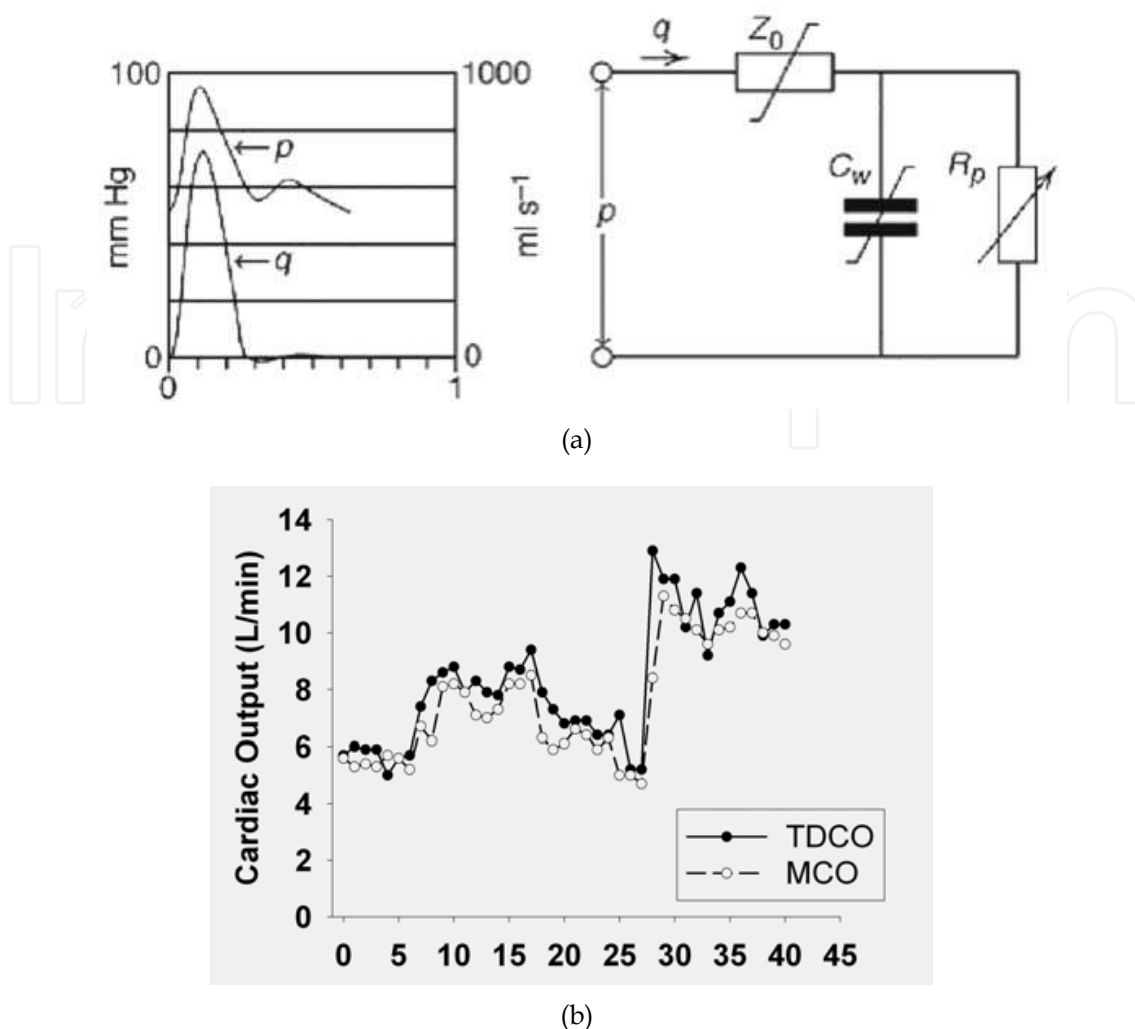 100
p
q
mm Hg
0
0
1
1000
ml s⁻¹
0
q
Z₀
p
C_w
R_p
(a)
Cardiac Output (L/min)
14
12
10
8
6
4
2
0
TDCO
MCO
0 5 10 15 20 25 30 35 40 45
(b)